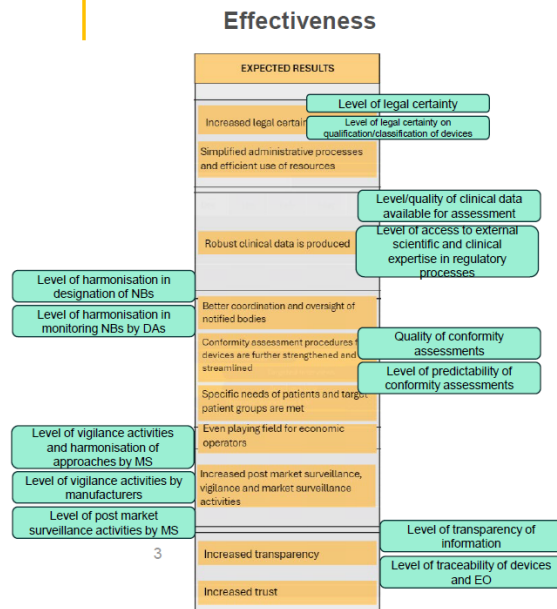 Effectiveness
EXPECTED RESULTS
Level of legal certainty
Increased legal certain
Level of legal certainty on
qualification/classification of devices
Simplified administrative processes
and efficient use of resources
Level/quality of clinical data
available for assessment
Robust clinical data is produced
Level of access to external
scientific and clinical
expertise in regulatory
processes
Level of harmonisation in
designation of NBs
Level of harmonisation in
monitoring NBs by DAs
Better coordination and oversight of
notified bodies
Conformity assessment procedures f
devices are further strengthened and
streamlined
Quality of conformity
assessments
Level of predictability of
conformity assessments
Specific needs of patients and target
patient groups are met
Even playing field for economic
operators
Level of vigilance activities
and harmonisation of
approaches by MS
Level of vigilance activities by
manufacturers
Level of post market
surveillance activities by MS
Increased post market surveillance,
vigilance and market surveillance
activities
3
Level of transparency of
information
Increased transparency
Level of traceability of devices
and EO
Increased trust